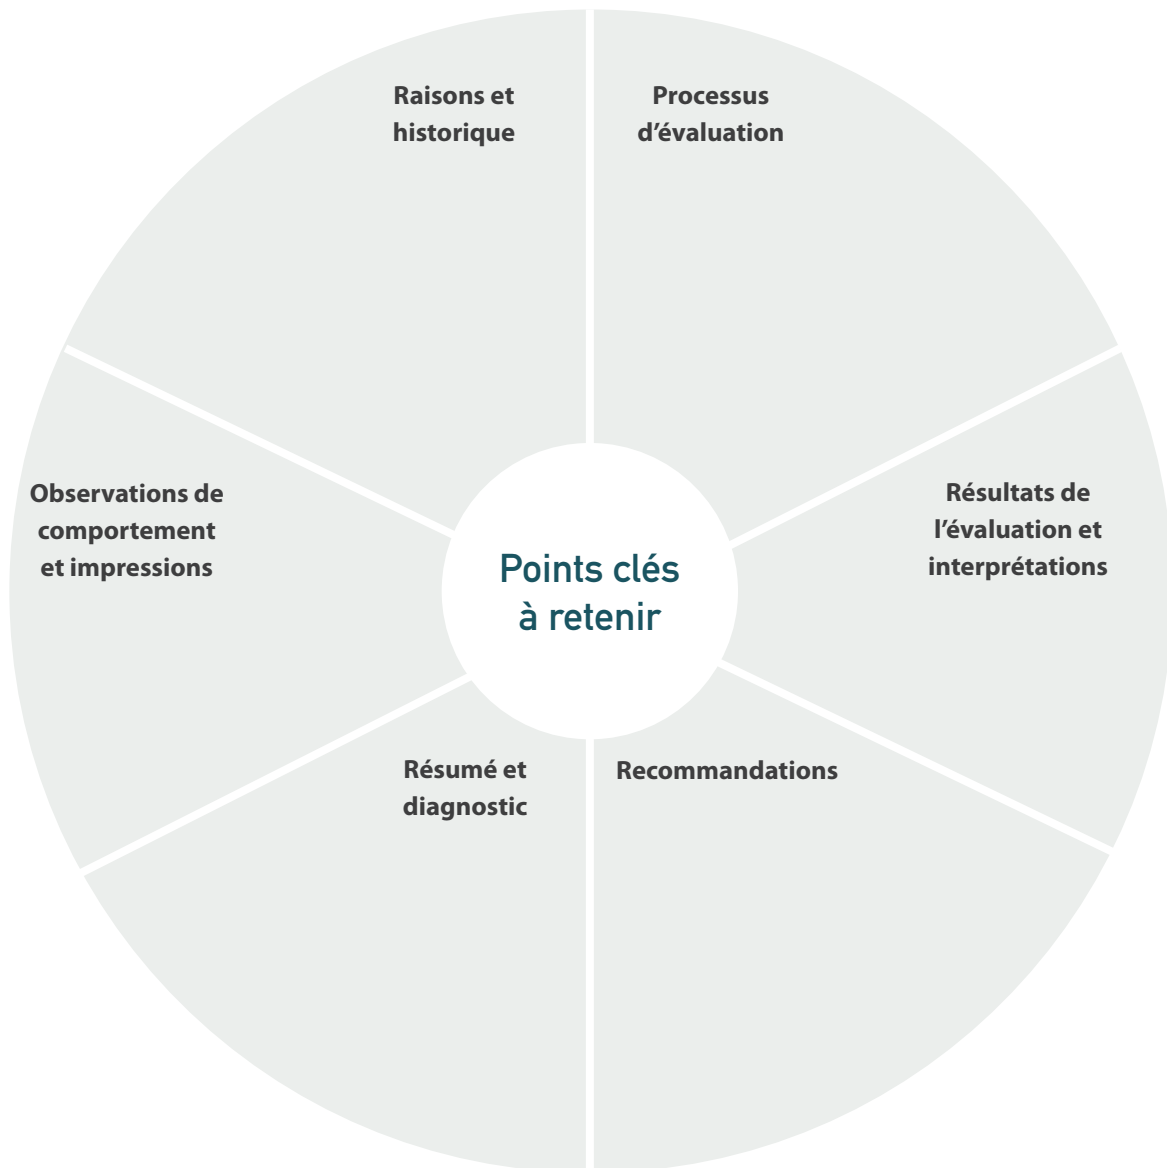 Raisons et
historique
Processus
d’évaluation
Observations de
comportement
et impressions
Résultats de
l’évaluation et
interprétations
Points clés
à retenir
Résumé et
diagnostic
Recommandations